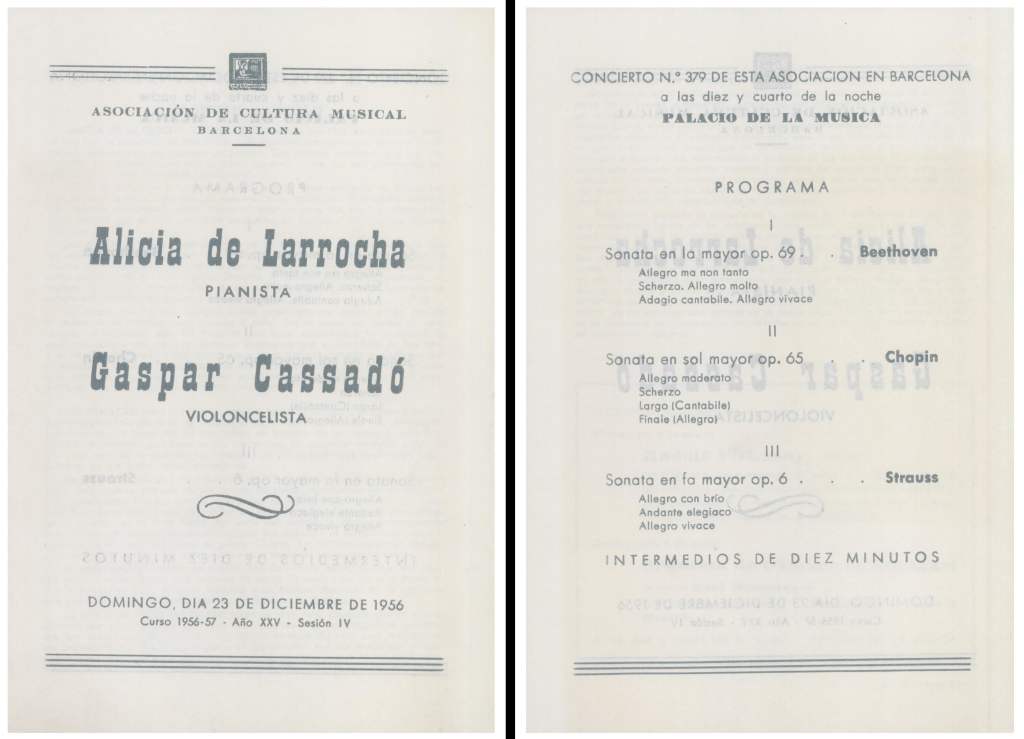 ASOCIACIÓN DE CULTURA MUSICAL
BARCELONA
Alicia de Larrocha
PIANISTA
Gaspar Cassadó
VIOLONCELISTA
DOMINGO, DIA 23 DE DICIEMBRE DE 1956
Curso 1956-57 - Año XXV - Sesión IV
CONCIERTO N.º 379 DE ESTA ASOCIACION EN BARCELONA
a las diez y cuarto de la noche
PALACIO DE LA MUSICA
PROGRAMA
I
Sonata en la mayor op. 69 . . Beethoven
Allegro ma non tanto
Scherzo. Allegro molto
Adagio cantabile. Allegro vivace
II
Sonata en sol mayor op. 65 . . Chopin
Allegro maderato
Scherzo
Largo (Cantabile)
Finale (Allegro)
III
Sonata en fa mayor op. 6 . . . Strauss
Allegro con brio
Andante elegiaco
Allegro vivace
INTERMEDIOS DE DIEZ MINUTOS